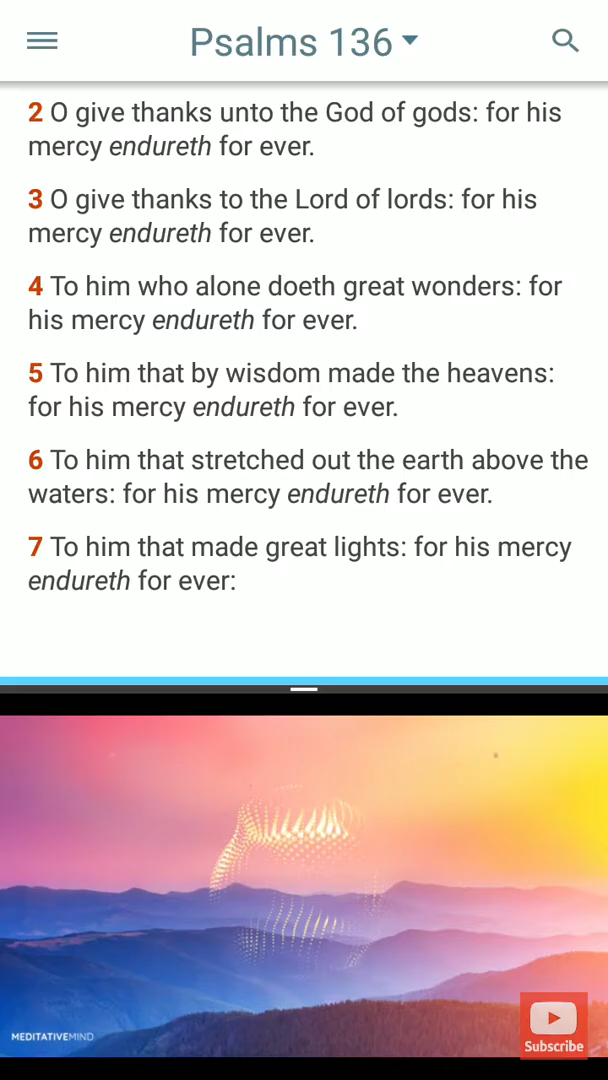 Psalms 136
2 O give thanks unto the God of gods: for his
mercy endureth for ever.
3 O give thanks to the Lord of lords: for his
mercy endureth for ever.
4 To him who alone doeth great wonders: for
his mercy endureth for ever.
5 To him that by wisdom made the heavens:
for his mercy endureth for ever.
6 To him that stretched out the earth above the
waters: for his mercy endureth for ever.
7 To him that made great lights: for his mercy
endureth for ever:
MEDITATIVEMIND
Subscribe